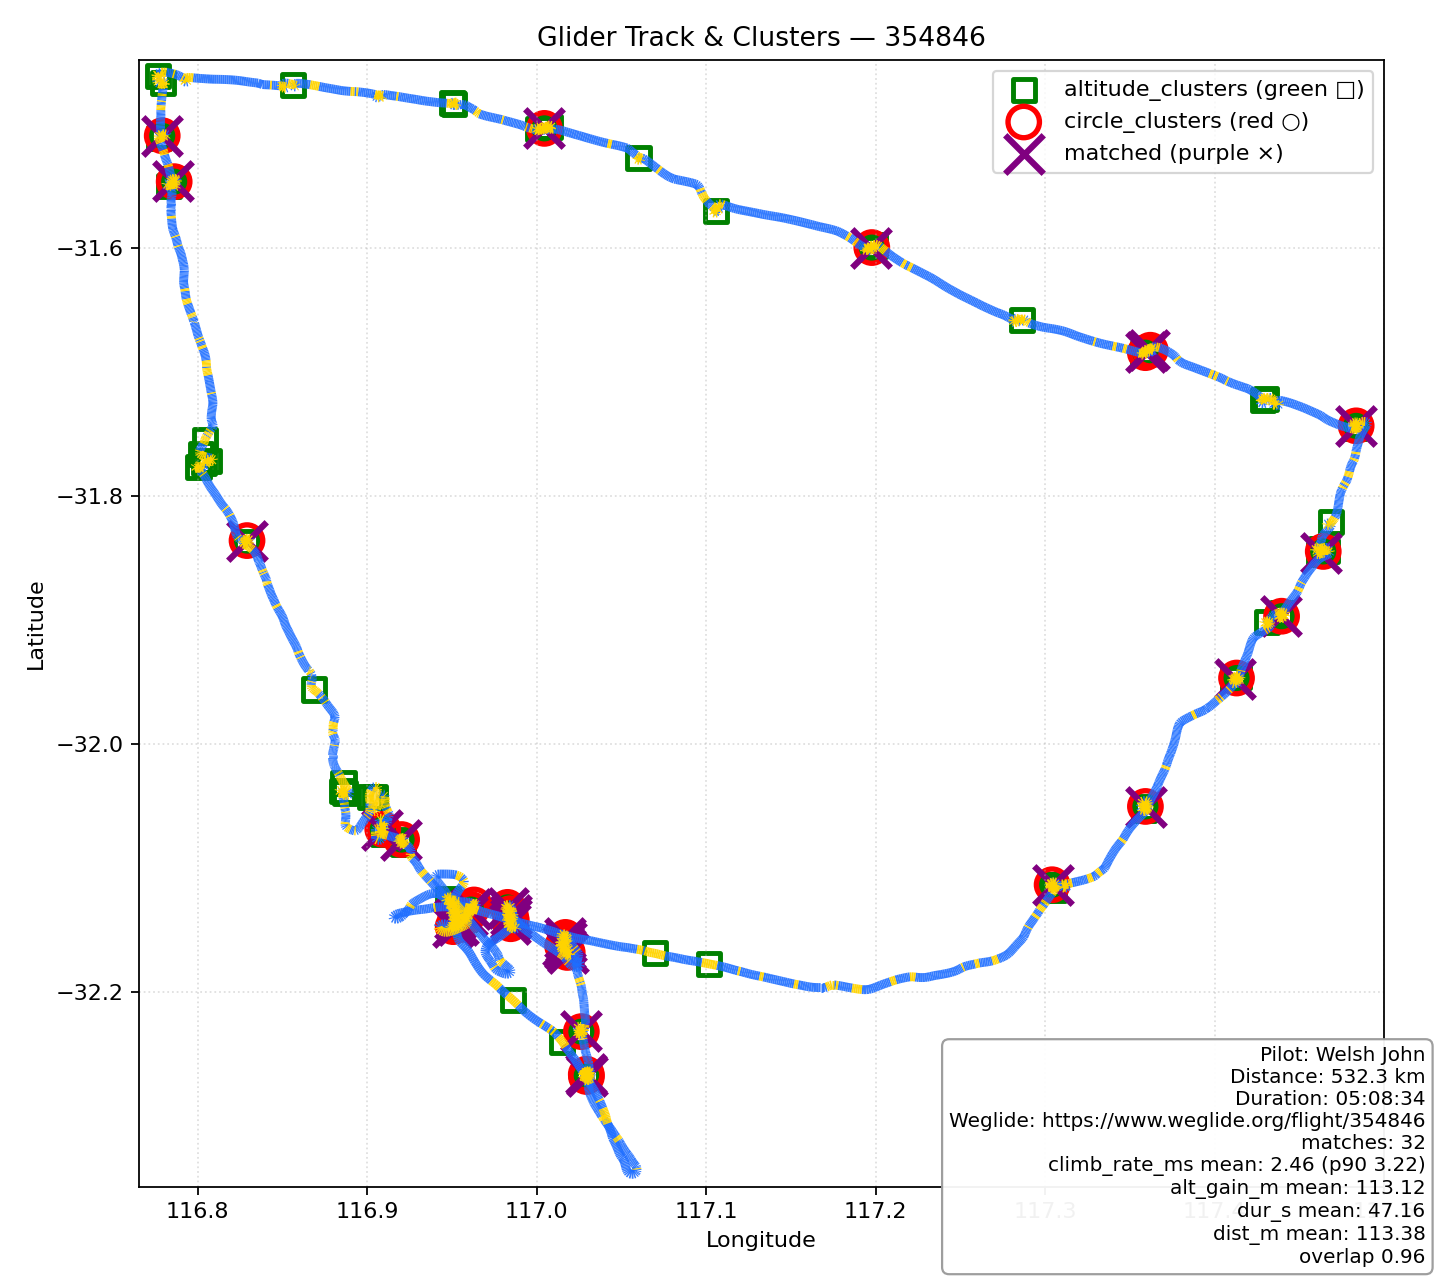 Glider Track & Clusters — 354846
altitude_clusters (green □)
circle_clusters (red ○)
matched (purple ×)
Latitude
−31.6
−31.8
−32.0
−32.2
116.8
116.9
117.0
117.1
117.2
117.3
Longitude
Pilot: Welsh John
Distance: 532.3 km
Duration: 05:08:34
Weglide: https://www.weglide.org/flight/354846
matches: 32
climb_rate_ms mean: 2.46 (p90 3.22)
alt_gain_m mean: 113.12
dur_s mean: 47.16
dist_m mean: 113.38
overlap 0.96